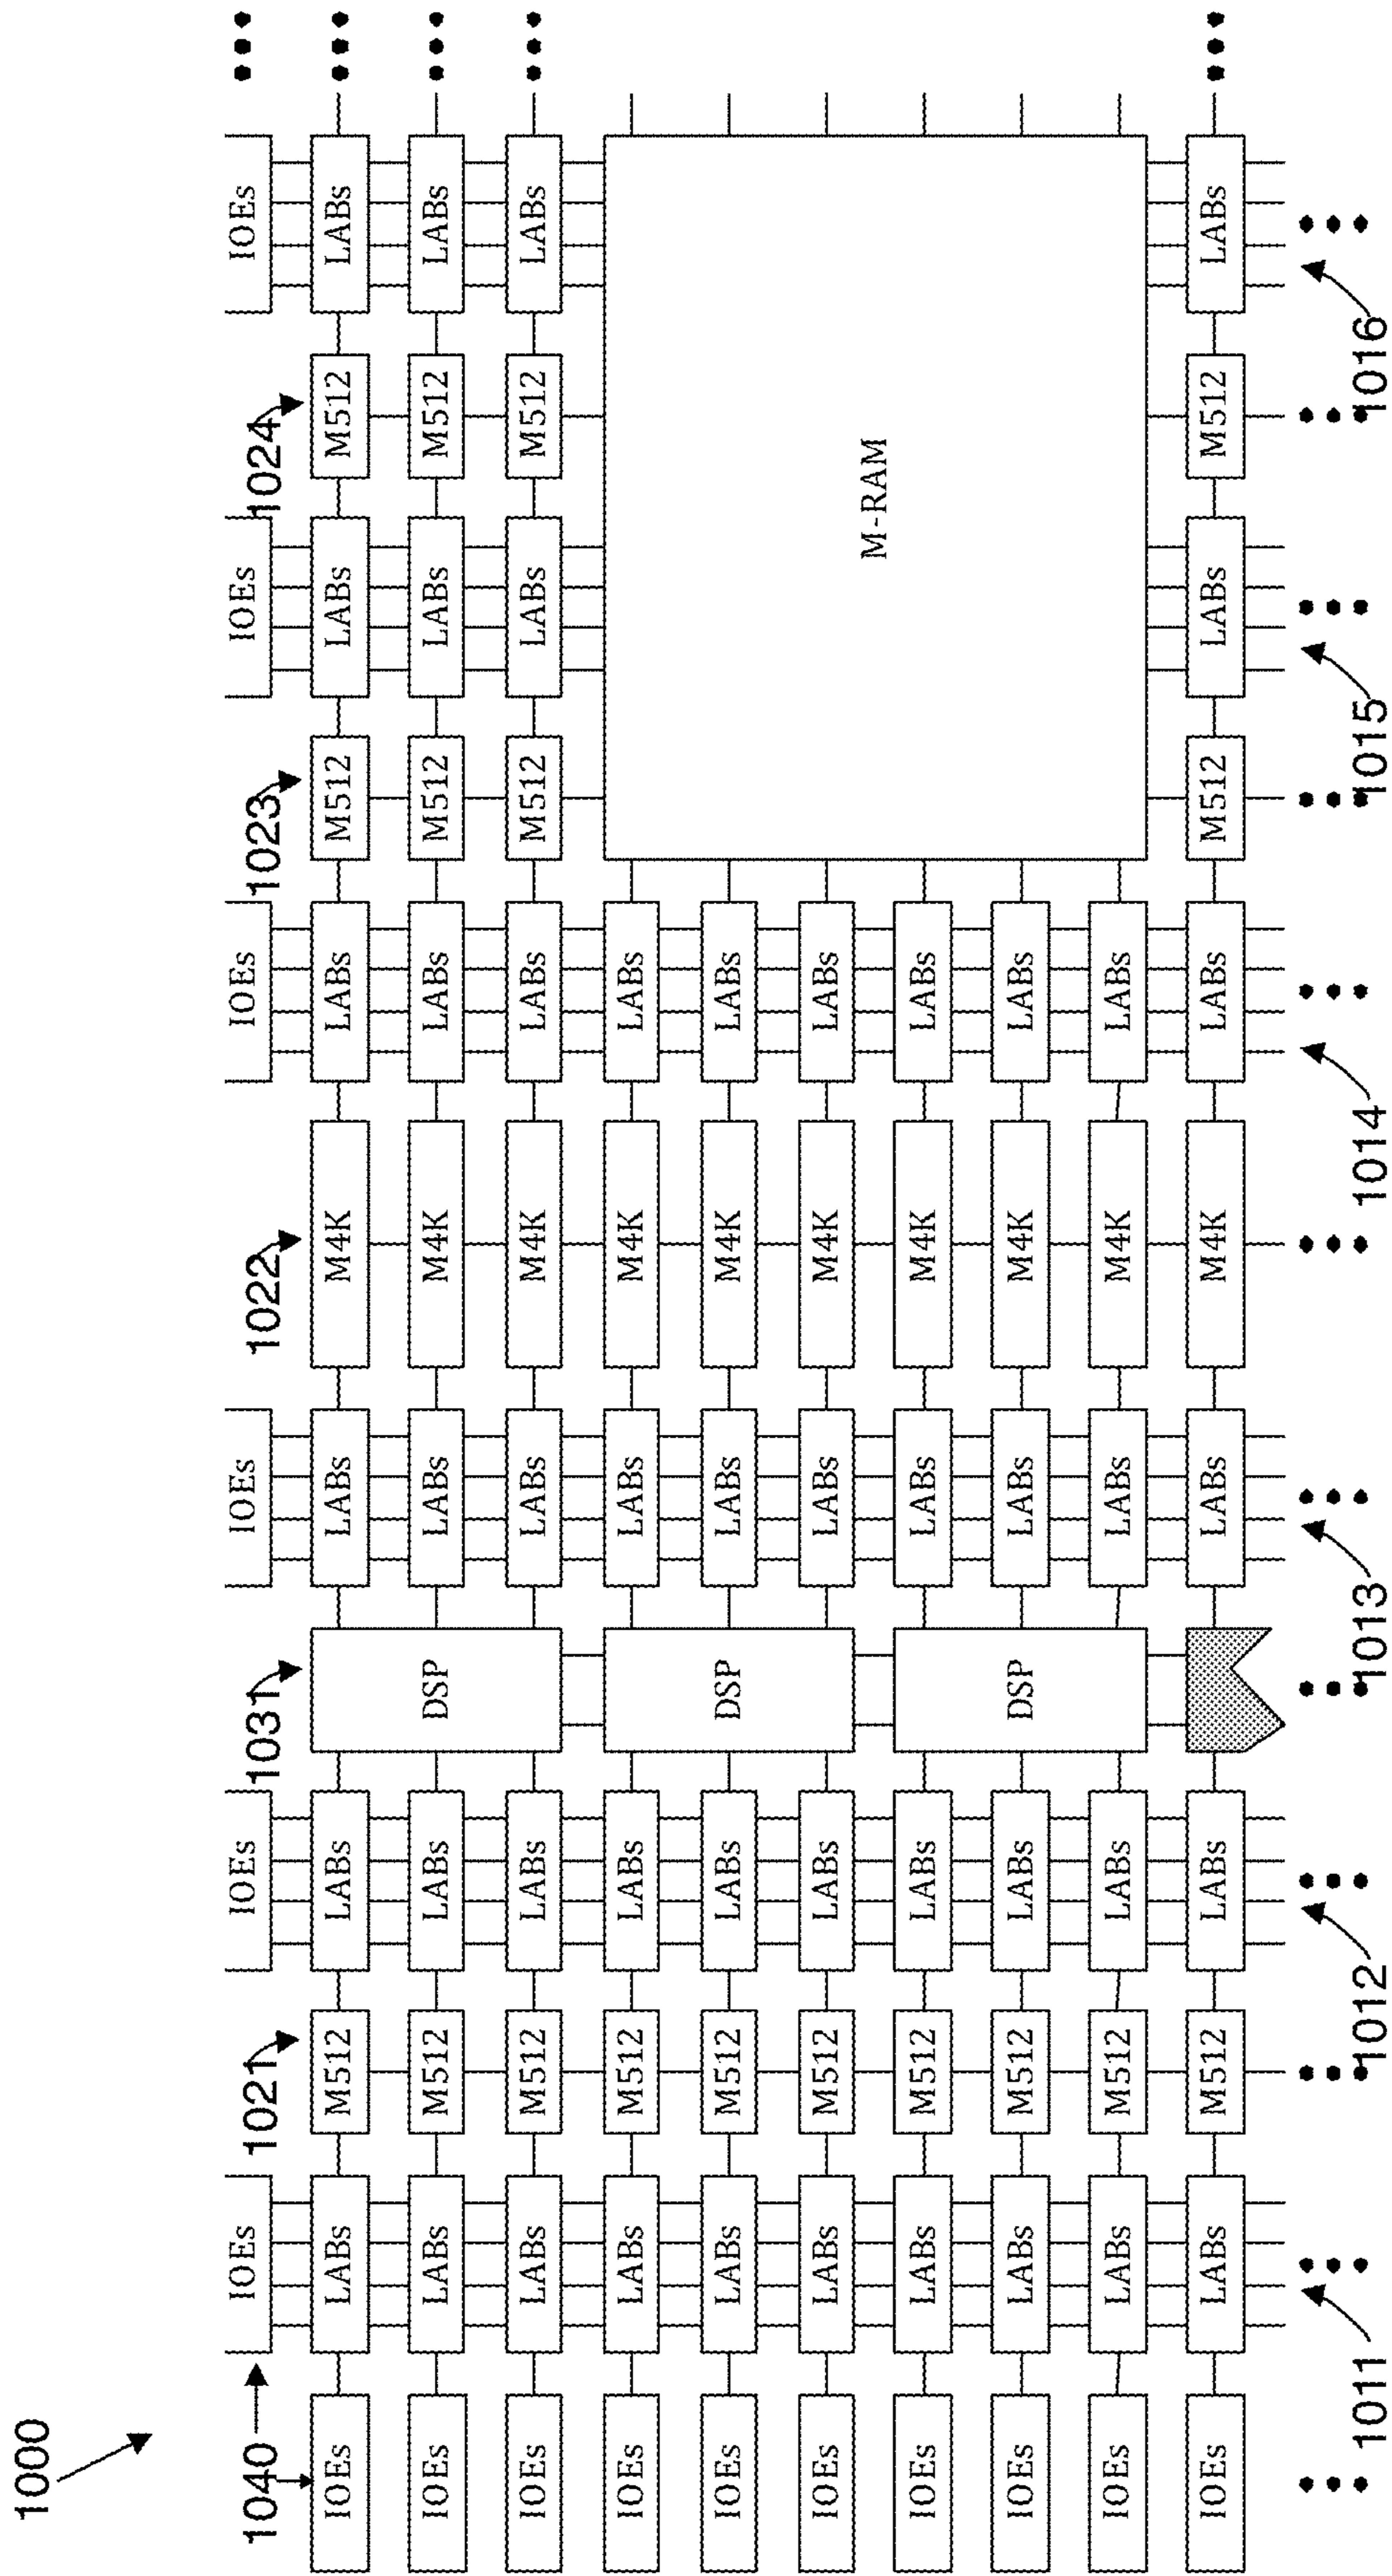 1000
1040 IOEs 1021 IOEs 1031 IOEs 1022 IOEs 1023 IOEs 1024 IOEs
IOEs LABs M512 LABs LABs M4K LABs M512 LABs M512 LABs
IOEs LABs M512 LABs DSP LABs M4K LABs M512 LABs M512 LABs
IOEs LABs M512 LABs LABs M4K LABs M512 LABs M512 LABs
IOEs LABs M512 LABs LABs M4K LABs
IOEs LABs M512 LABs DSP LABs M4K LABs
IOEs LABs M512 LABs LABs M4K LABs
M-RAM
IOEs LABs M512 LABs LABs M4K LABs
IOEs LABs M512 LABs DSP LABs M4K LABs
IOEs LABs M512 LABs LABs M4K LABs
IOEs LABs M512 LABs LABs M4K LABs M512 LABs M512 LABs
1011 1012 1013 1014 1015 1016